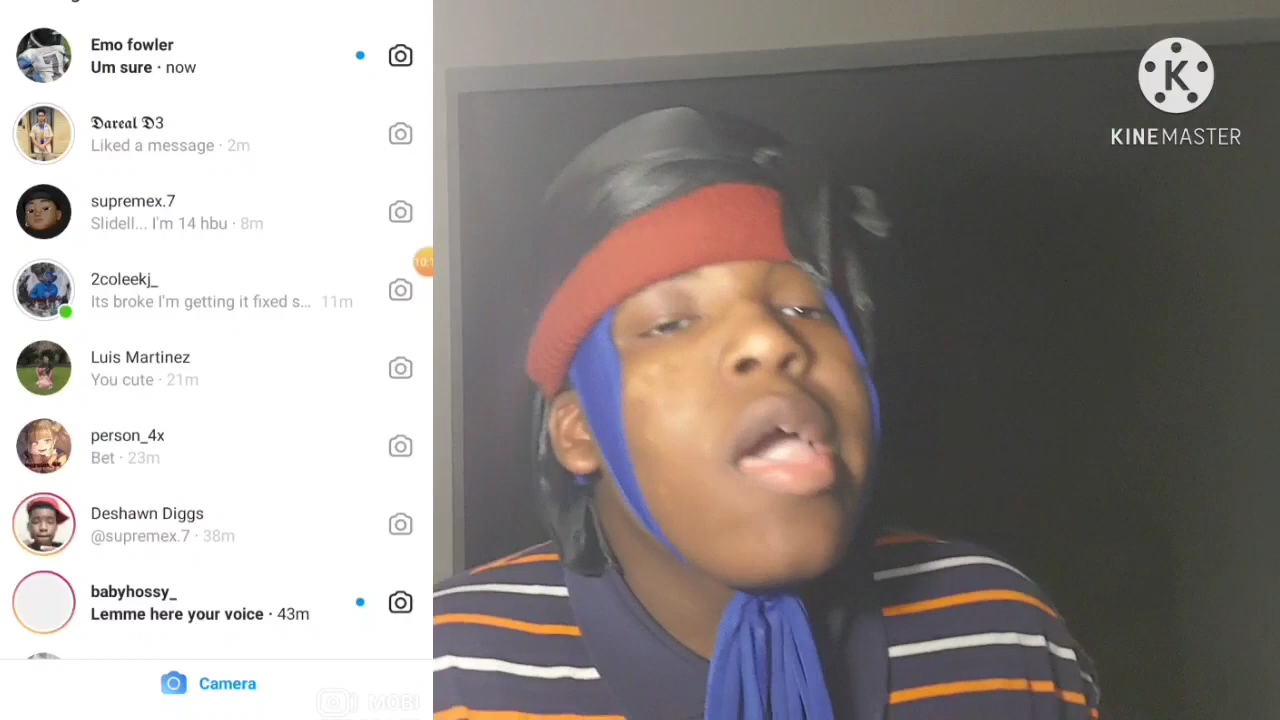 Emo fowler
Um sure · now
𝕯areal 𝕯3
Liked a message · 2m
supremex.7
Slidell... I'm 14 hbu · 8m
2coleekj_
Its broke I'm getting it fixed s... 11m
Luis Martinez
You cute · 21m
person_4x
Bet · 23m
Deshawn Diggs
@supremex.7 · 38m
babyhossy_
Lemme here your voice · 43m
Camera
MOBI
K
KINEMASTER